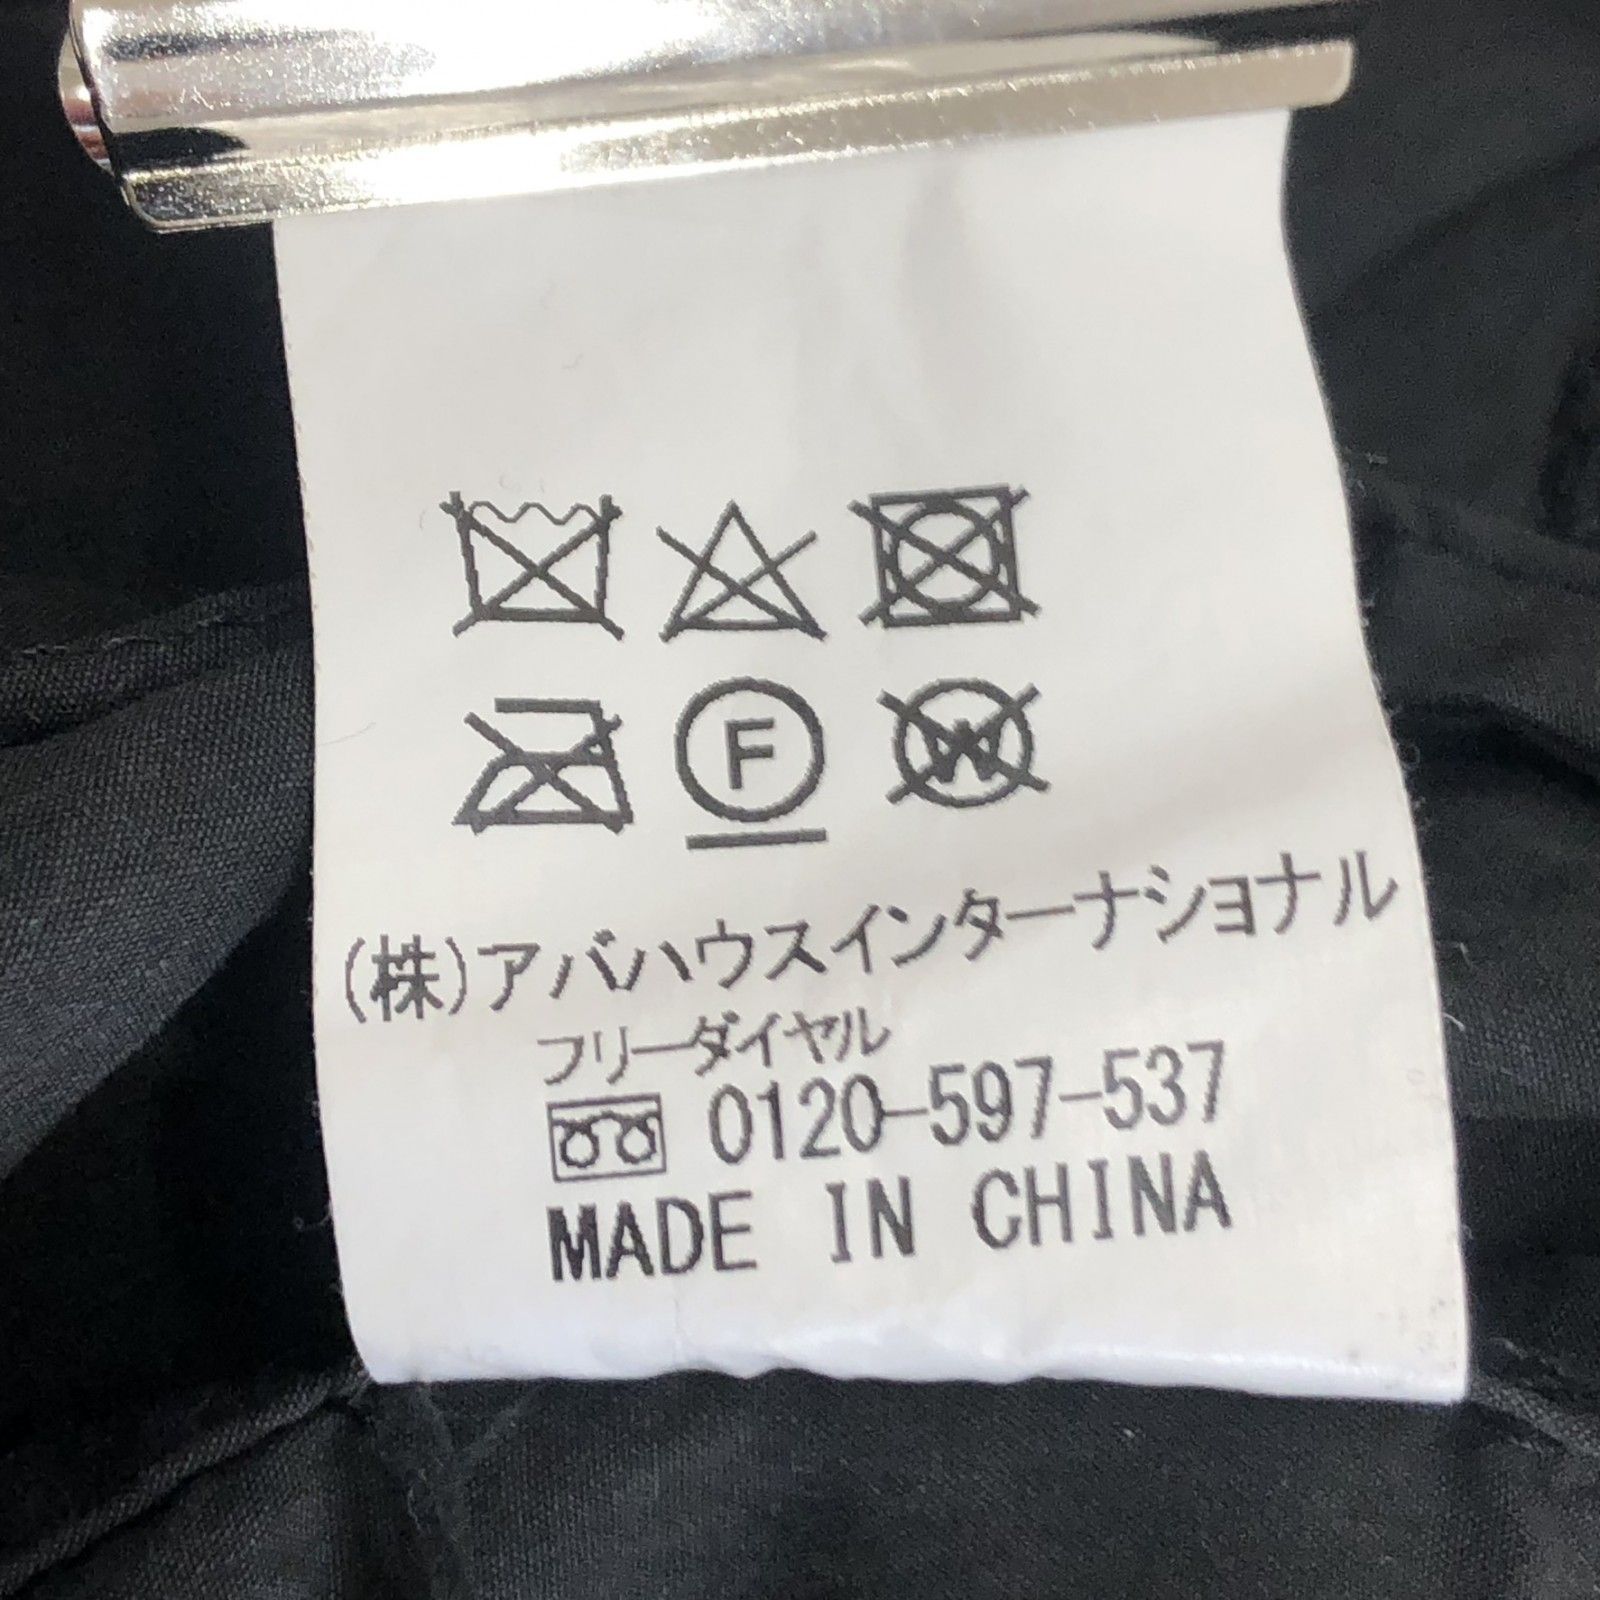 F W
(株)アバハウスインターナショナル
フリーダイヤル
0120-597-537
MADE IN CHINA